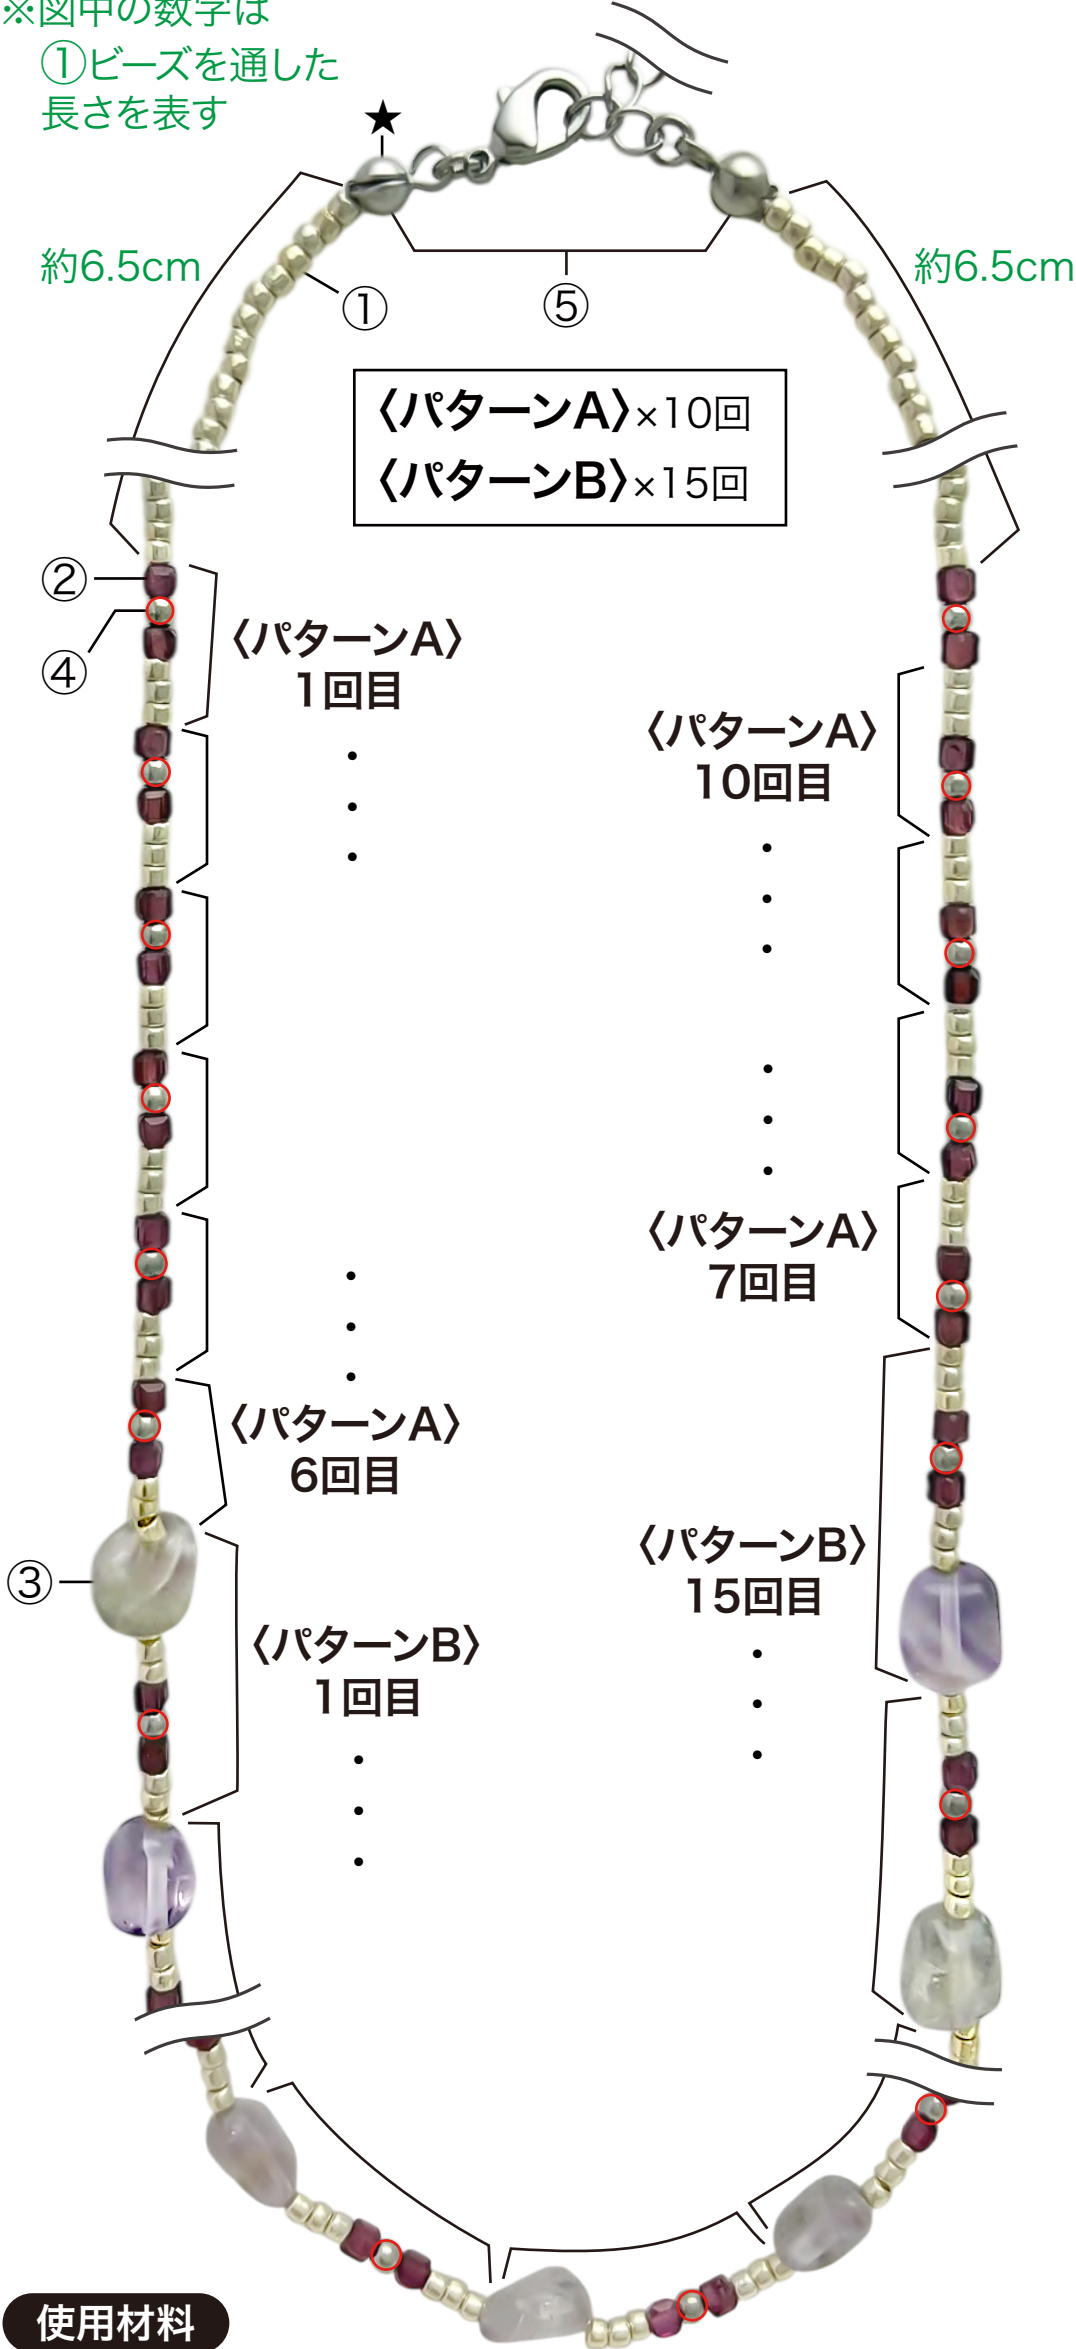 ※図中の数字は
①ビーズを通した
長さを表す
★
約6.5cm
約6.5cm
①
⑤
〈パターンA〉×10回
〈パターンB〉×15回
②
④
〈パターンA〉
1回目
・
・
・
〈パターンA〉
10回目
・
・
・
・
・
・
〈パターンA〉
7回目
・
・
・
〈パターンA〉
6回目
③
〈パターンB〉
15回目
・
・
・
〈パターンB〉
1回目
・
・
・
使用材料